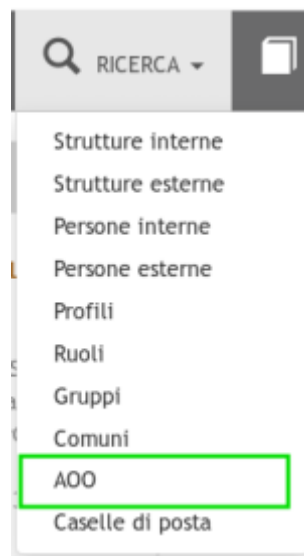 RICERCA
Strutture interne
Strutture esterne
Persone interne
Persone esterne
Profili
Ruoli
Gruppi
Comuni
AOO
Caselle di posta